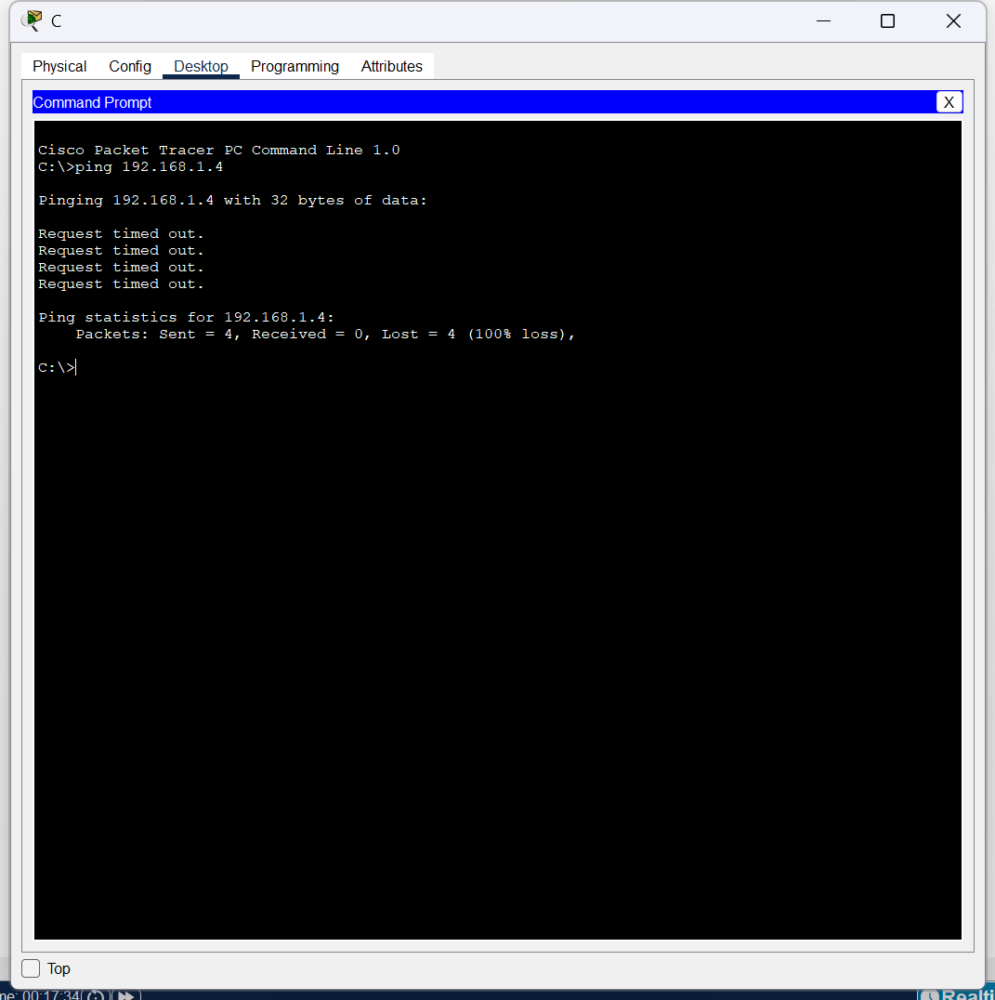 C
Physical Config Desktop Programming Attributes
Command Prompt X
Cisco Packet Tracer PC Command Line 1.0
C:\>ping 192.168.1.4
Pinging 192.168.1.4 with 32 bytes of data:
Request timed out.
Request timed out.
Request timed out.
Request timed out.
Ping statistics for 192.168.1.4:
Packets: Sent = 4, Received = 0, Lost = 4 (100% loss),
C:\>
Top
me: 00:17:34 Realti